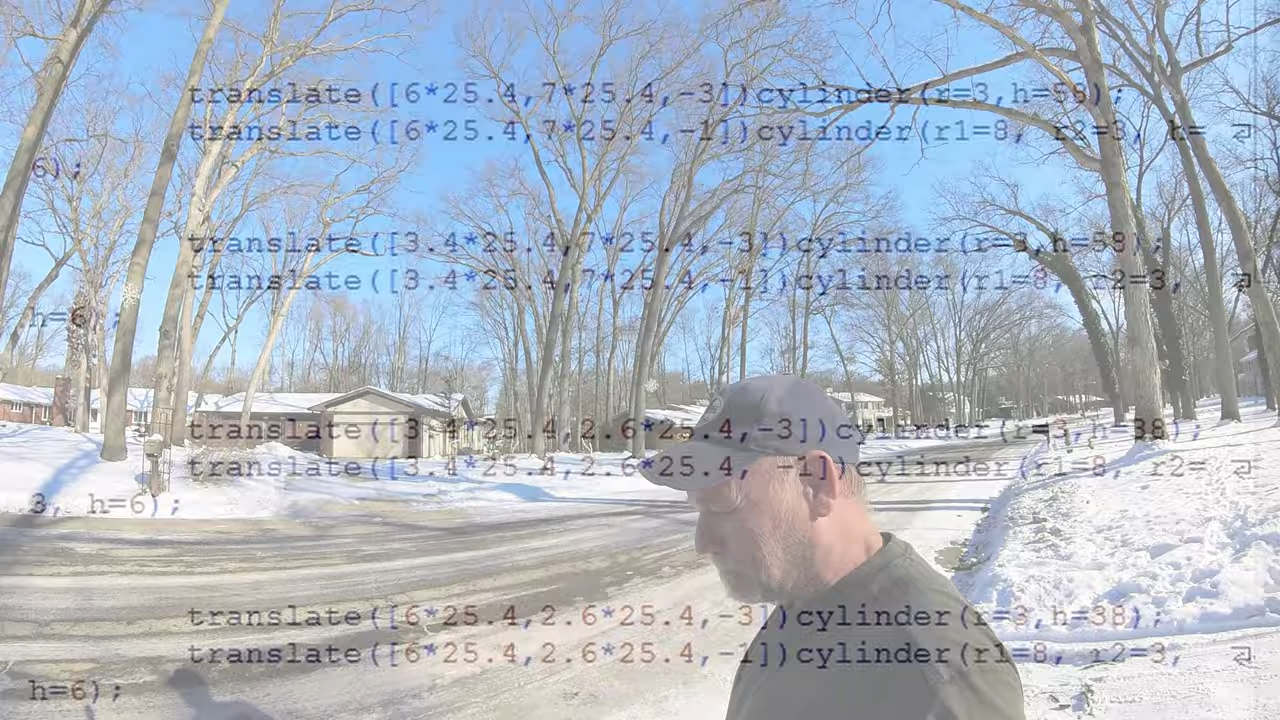 translate([6*25.4,7*25.4,-3])cylinder(r=3,h=58);
translate([6*25.4,7*25.4,-1])cylinder(r1=8, r2=3, h=
6);
translate([3.4*25.4,7*25.4,-3])cylinder(r=3,h=58);
translate([3.4*25.4,7*25.4,-1])cylinder(r1=8, r2=3,
h=6);
translate([3.4*25.4,2.6*25.4,-3])cylinder(r=3,h=38);
translate([3.4*25.4,2.6*25.4, -1])cylinder(r1=8, r2=
3, h=6);
translate([6*25.4,2.6*25.4,-3])cylinder(r=3,h=38);
translate([6*25.4,2.6*25.4,-1])cylinder(r1=8, r2=3,
h=6);